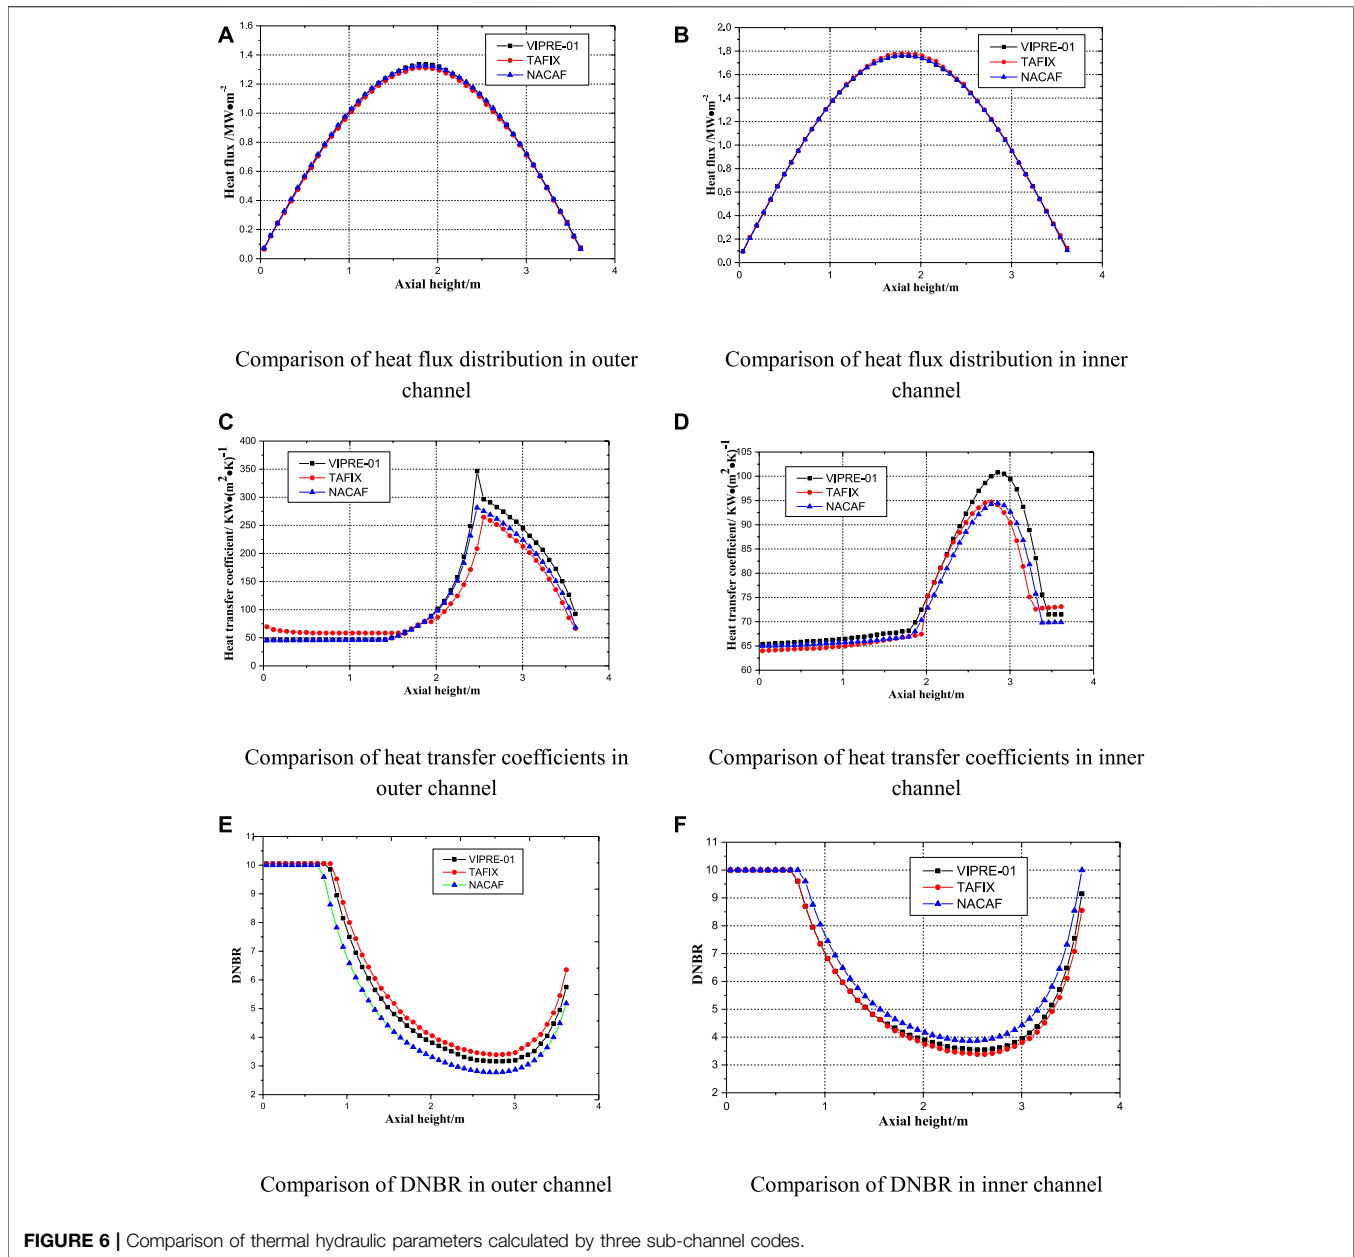 A
Heat flux /MW●m⁻²
1.6
1.4
1.2
1.0
0.8
0.6
0.4
0.2
0.0
VIPRE-01
TAFIX
NACAF
0 1 2 3 4
Axial height/m
Comparison of heat flux distribution in outer
channel
B
Heat flux /MW●m⁻²
2.0
1.8
1.6
1.4
1.2
1.0
0.8
0.6
0.4
0.2
0.0
VIPRE-01
TAFIX
NACAF
0 1 2 3 4
Axial height/m
Comparison of heat flux distribution in inner
channel
C
Heat transfer coefficient/ KW●(m²●K)⁻¹
400
350
300
250
200
150
100
50
0
VIPRE-01
TAFIX
NACAF
0 1 2 3 4
Axial height/m
Comparison of heat transfer coefficients in
outer channel
D
Heat transfer coefficient/ KW●(m²●K)⁻¹
105
100
95
90
85
80
75
70
65
60
VIPRE-01
TAFIX
NACAF
0 1 2 3 4
Axial height/m
Comparison of heat transfer coefficients in inner
channel
E
DNBR
11
10
9
8
7
6
5
4
3
2
VIPRE-01
TAFIX
NACAF
0 1 2 3 4
Axial height/m
Comparison of DNBR in outer channel
F
DNBR
11
10
9
8
7
6
5
4
3
2
VIPRE-01
TAFIX
NACAF
0 1 2 3 4
Axial height/m
Comparison of DNBR in inner channel
FIGURE 6 | Comparison of thermal hydraulic parameters calculated by three sub-channel codes.